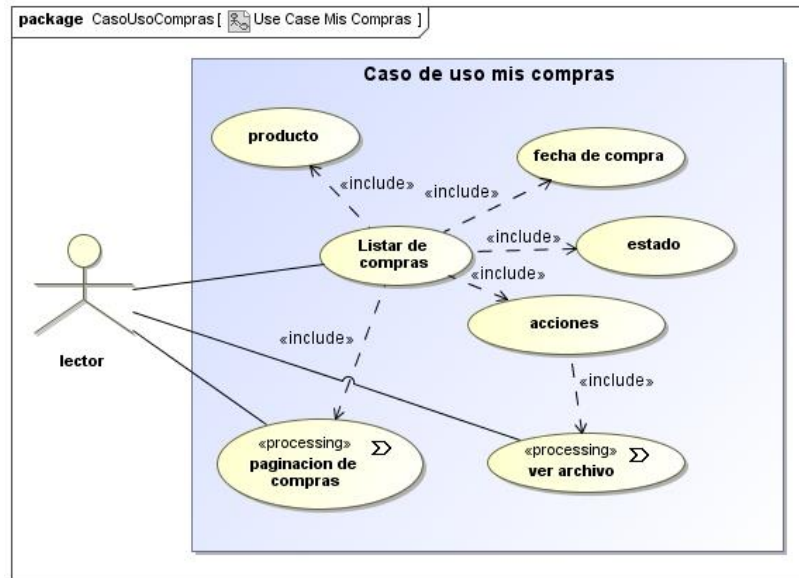 package CasoUsoCompras [ Use Case Mis Compras ]
Caso de uso mis compras
producto
fecha de compra
«include»
«include»
Listar de
compras
«include»
estado
«include»
acciones
lector
«include»
«include»
«processing»
paginacion de
compras
«processing»
ver archivo